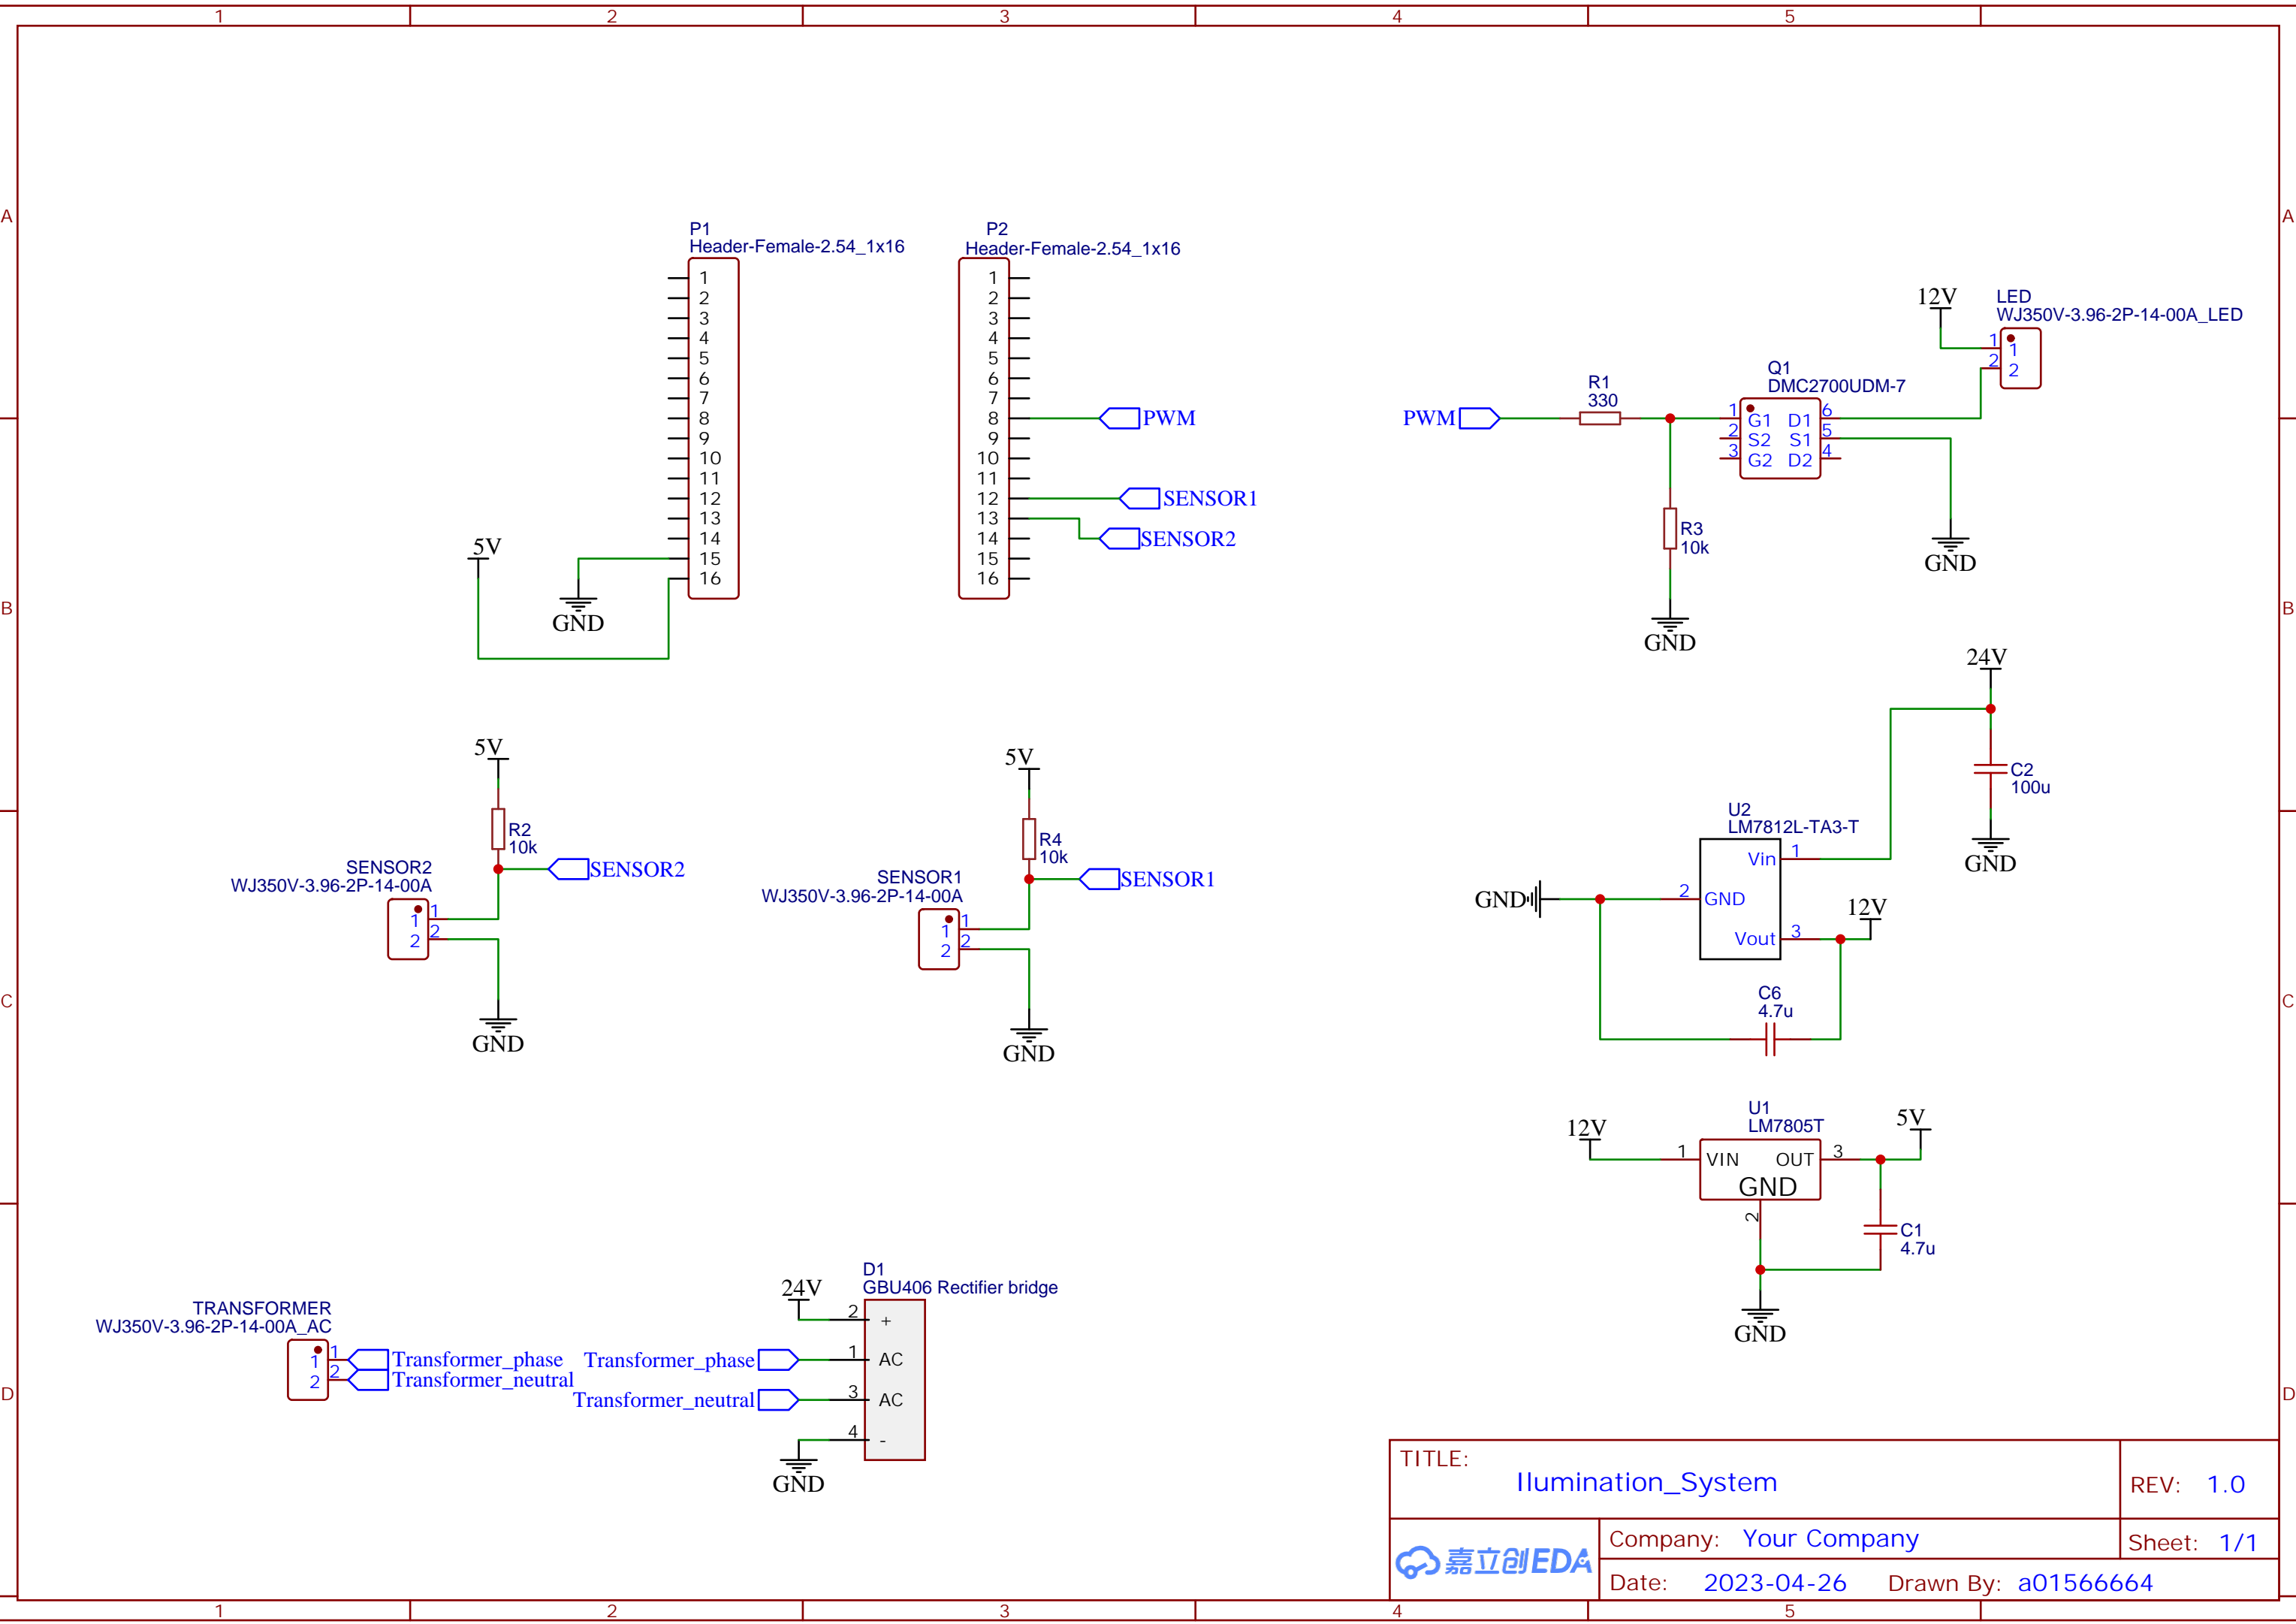 1 2 3 4 5
A A
B B
C C
D D
P1
Header-Female-2.54_1x16
1
2
3
4
5
6
7
8
9
10
11
12
13
14
15
16
5V
GND
P2
Header-Female-2.54_1x16
1
2
3
4
5
6
7
8
9
10
11
12
13
14
15
16
PWM
SENSOR1
SENSOR2
PWM
R1
330
R3
10k
GND
Q1
DMC2700UDM-7
1 G1 D1 6
2 S2 S1 5
3 G2 D2 4
GND
12V
LED
WJ350V-3.96-2P-14-00A_LED
1 1
2 2
5V
R2
10k
SENSOR2
SENSOR2
WJ350V-3.96-2P-14-00A
1 1
2 2
GND
5V
R4
10k
SENSOR1
SENSOR1
WJ350V-3.96-2P-14-00A
1 1
2 2
GND
24V
C2
100u
GND
U2
LM7812L-TA3-T
Vin 1
GND 2 GND
Vout 3
12V
C6
4.7u
U1
LM7805T
12V 1 VIN OUT 3 5V
GND
2
C1
4.7u
GND
TRANSFORMER
WJ350V-3.96-2P-14-00A_AC
1 1 Transformer_phase
2 2 Transformer_neutral
D1
GBU406 Rectifier bridge
24V 2 +
Transformer_phase 1 AC
Transformer_neutral 3 AC
4 -
GND
TITLE:
Ilumination_System
REV: 1.0
嘉立创EDA
Company: Your Company
Sheet: 1/1
Date: 2023-04-26 Drawn By: a01566664
1 2 3 4 5